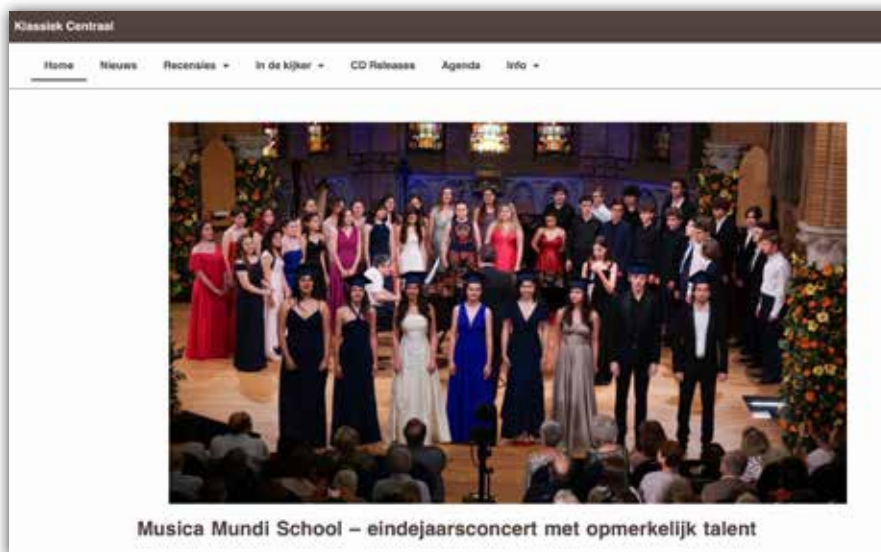 Klassiek Centraal
Home Nieuws Recensies In de kijker CD Releases Agenda Info
Musica Mundi School – eindejaarsconcert met opmerkelijk talent